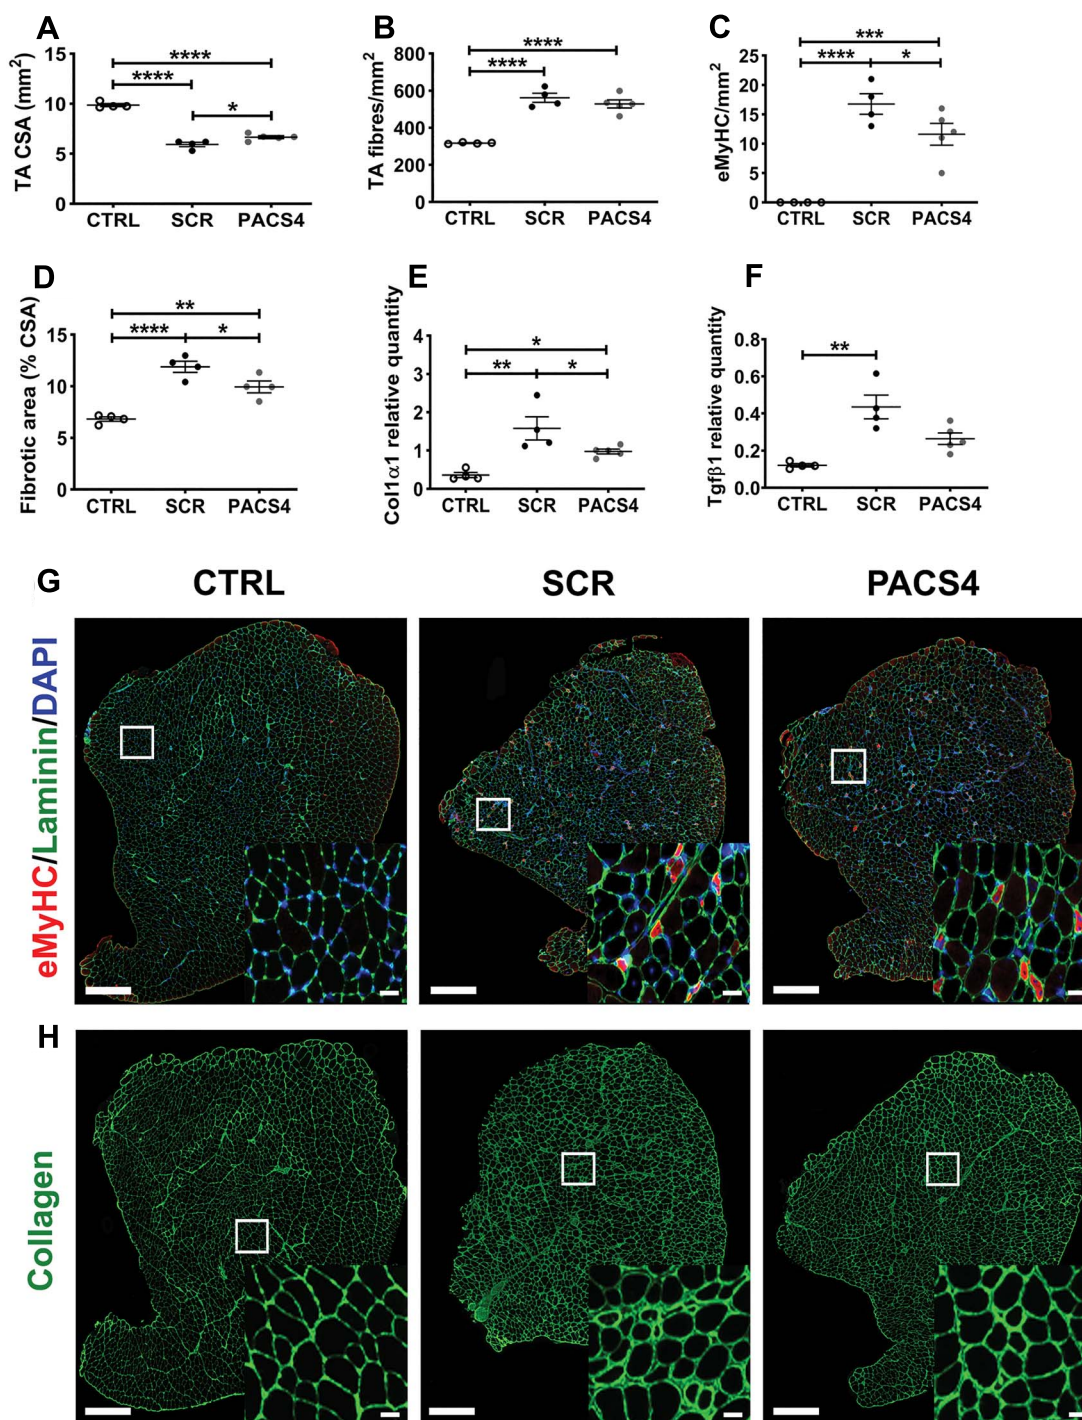 A
TA CSA (mm2)
15
10
5
0
****
****
*
CTRL SCR PACS4
B
TA fibres/mm2
800
600
400
200
0
****
****
CTRL SCR PACS4
C
eMyHC/mm2
25
20
15
10
5
0
***
**** *
CTRL SCR PACS4
D
Fibrotic area (% CSA)
15
10
5
0
**
**** *
CTRL SCR PACS4
E
Col1α1 relative quantity
4
3
2
1
0
*
** *
CTRL SCR PACS4
F
Tgfβ1 relative quantity
0.8
0.6
0.4
0.2
0.0
**
CTRL SCR PACS4
G
CTRL SCR PACS4
eMyHC/Laminin/DAPI
H
Collagen